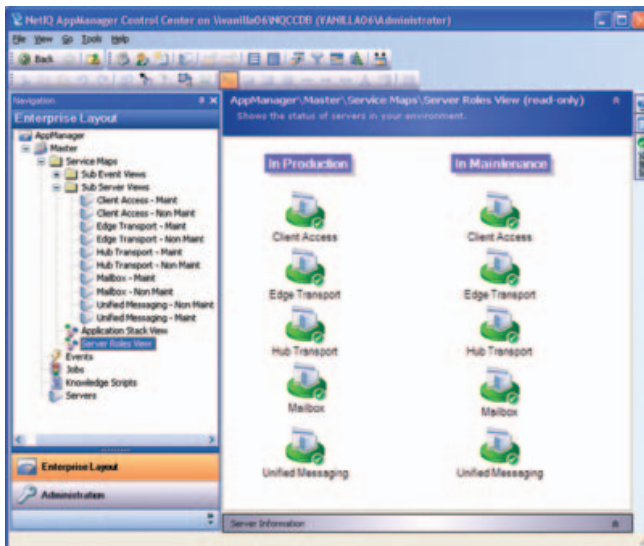 NetIQ AppManager Control Center on \\vanilla06\NQCCDB (VANILLA06\Administrator)
File View Go Tools Help
Back
Navigation
Enterprise Layout
AppManager
Master
Service Maps
Sub Event Views
Sub Server Views
Client Access - Maint
Client Access - Non Maint
Edge Transport - Maint
Edge Transport - Non Maint
Hub Transport - Maint
Hub Transport - Non Maint
Mailbox - Maint
Mailbox - Non Maint
Unified Messaging - Non Maint
Unified Messaging - Maint
Application Stack View
Server Roles View
Events
Jobs
Knowledge Scripts
Servers
Enterprise Layout
Administration
AppManager\Master\Service Maps\Server Roles View (read-only)
Shows the status of servers in your environment.
In Production
In Maintenance
Client Access
Client Access
Edge Transport
Edge Transport
Hub Transport
Hub Transport
Mailbox
Mailbox
Unified Messaging
Unified Messaging
Server Information